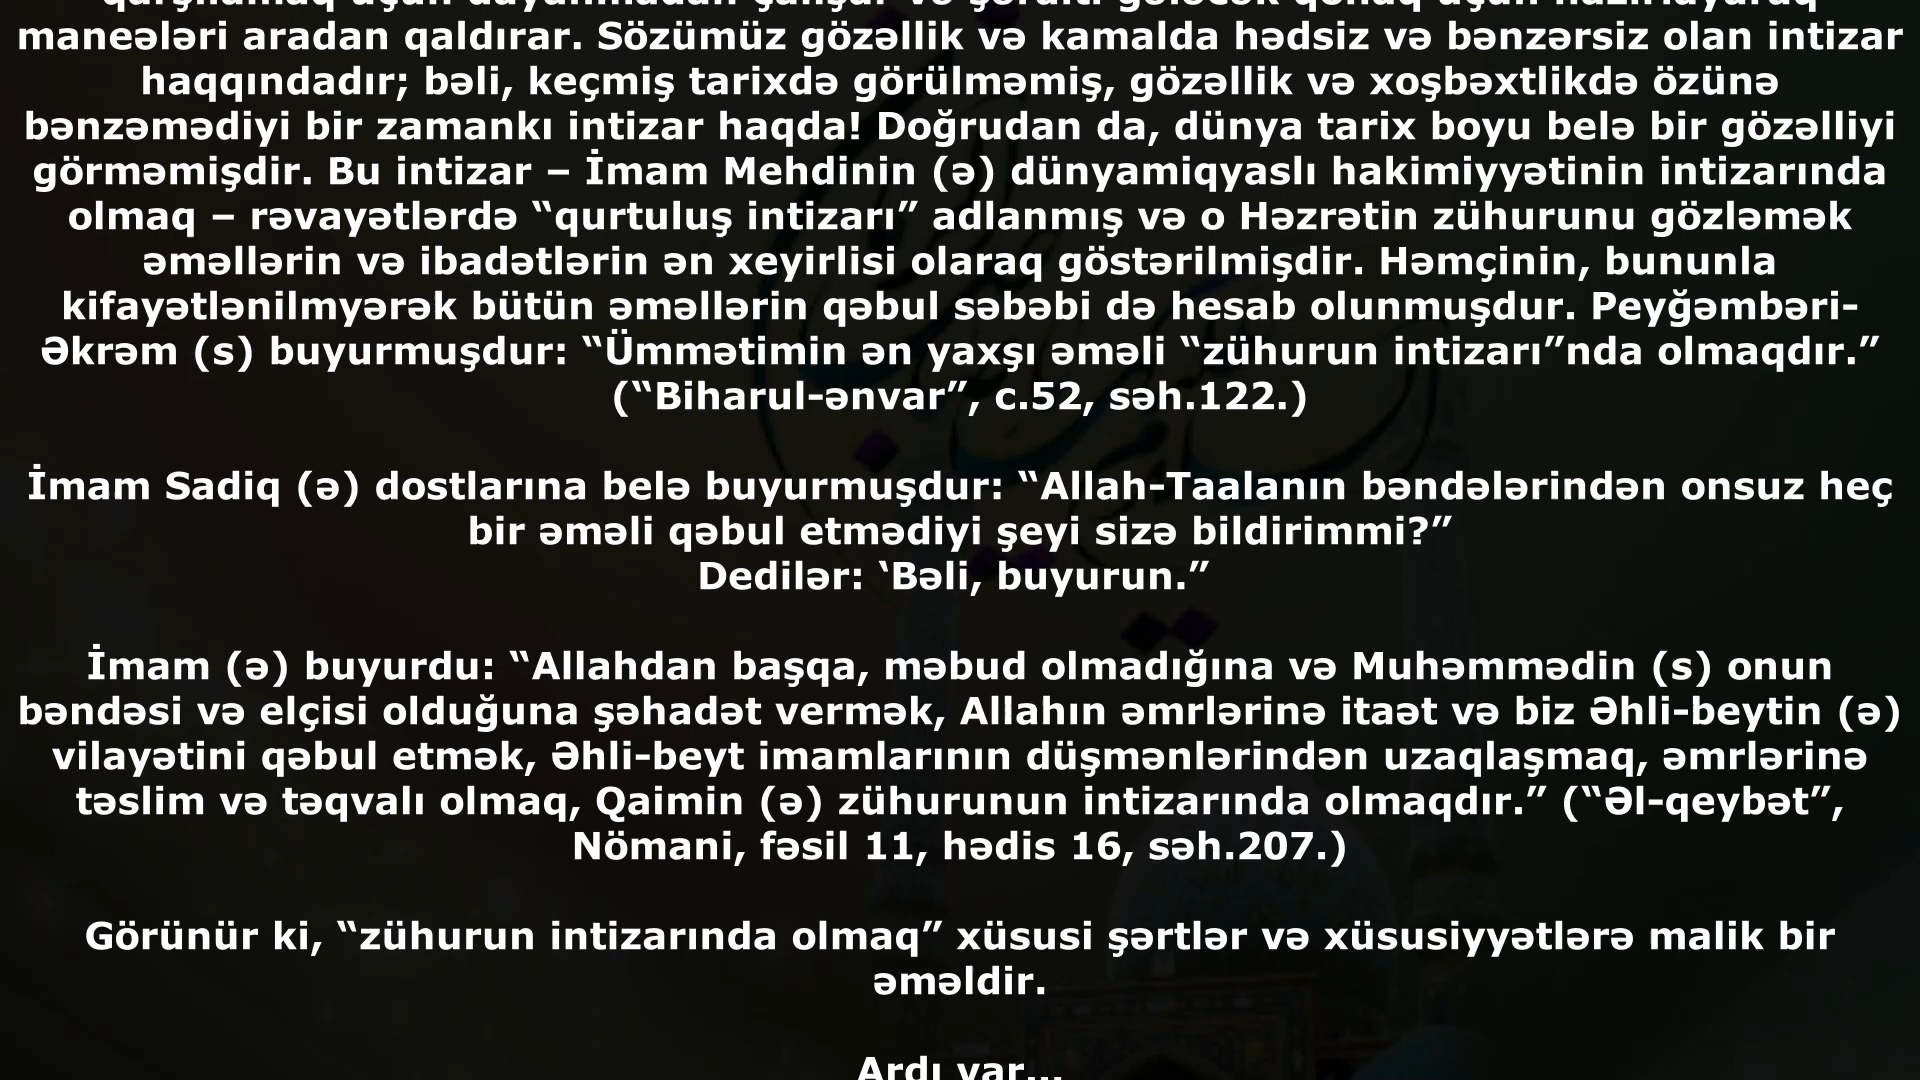 maneələri aradan qaldırar. Sözümüz gözəllik və kamalda hədsiz və bənzərsiz olan intizar
haqqındadır; bəli, keçmiş tarixdə görülməmiş, gözəllik və xoşbəxtlikdə özünə
bənzəmədiyi bir zamankı intizar haqda! Doğrudan da, dünya tarix boyu belə bir gözəlliyi
görməmişdir. Bu intizar – İmam Mehdinin (ə) dünyamiqyaslı hakimiyyətinin intizarında
olmaq – rəvayətlərdə “qurtuluş intizarı” adlanmış və o Həzrətin zühurunu gözləmək
əməllərin və ibadətlərin ən xeyirlisi olaraq göstərilmişdir. Həmçinin, bununla
kifayətlənilmyərək bütün əməllərin qəbul səbəbi də hesab olunmuşdur. Peyğəmbəri-
Əkrəm (s) buyurmuşdur: “Ümmətimin ən yaxşı əməli “zühurun intizarı”nda olmaqdır.”
(“Biharul-ənvar”, c.52, səh.122.)
İmam Sadiq (ə) dostlarına belə buyurmuşdur: “Allah-Taalanın bəndələrindən onsuz heç
bir əməli qəbul etmədiyi şeyi sizə bildirimmi?”
Dedilər: ‘Bəli, buyurun.”
İmam (ə) buyurdu: “Allahdan başqa, məbud olmadığına və Muhəmmədin (s) onun
bəndəsi və elçisi olduğuna şəhadət vermək, Allahın əmrlərinə itaət və biz Əhli-beytin (ə)
vilayətini qəbul etmək, Əhli-beyt imamlarının düşmənlərindən uzaqlaşmaq, əmrlərinə
təslim və təqvalı olmaq, Qaimin (ə) zühurunun intizarında olmaqdır.” (“Əl-qeybət”,
Nömani, fəsil 11, hədis 16, səh.207.)
Görünür ki, “zühurun intizarında olmaq” xüsusi şərtlər və xüsusiyyətlərə malik bir
əməldir.
Ardı var...